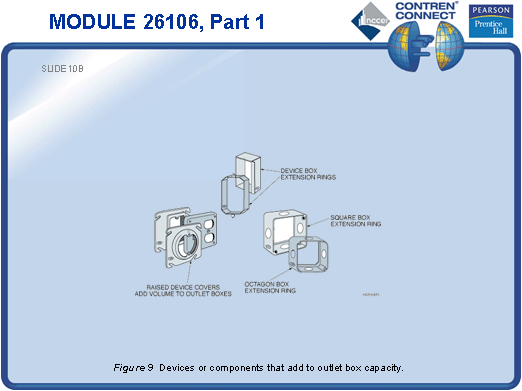 MODULE 26106, Part 1
nccer
CONTREN®
CONNECT
PEARSON
Prentice
Hall
SLIDE 10B
DEVICE BOX
EXTENSION RINGS
SQUARE BOX
EXTENSION RING
RAISED DEVICE COVERS
ADD VOLUME TO OUTLET BOXES
OCTAGON BOX
EXTENSION RING
Figure 9 Devices or components that add to outlet box capacity.